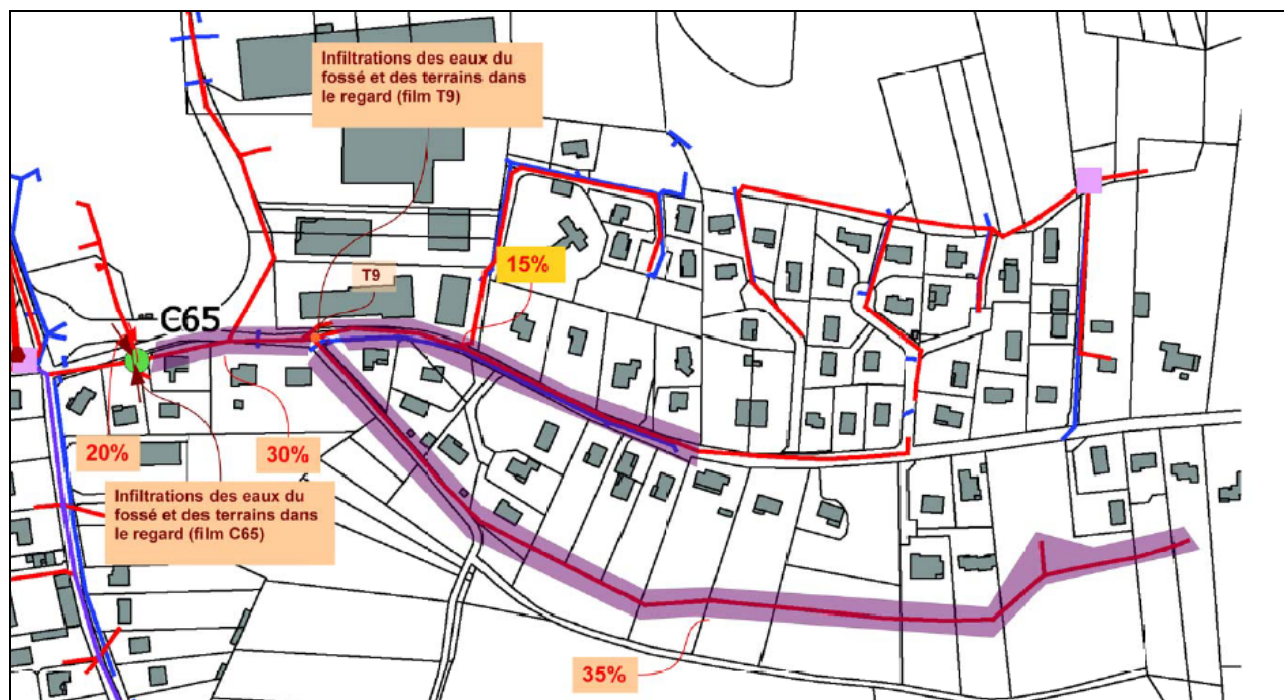 Infiltrations des eaux du
fossé et des terrains dans
le regard (film T9)
T9
15%
C65
20%
30%
Infiltrations des eaux du
fossé et des terrains dans
le regard (film C65)
35%